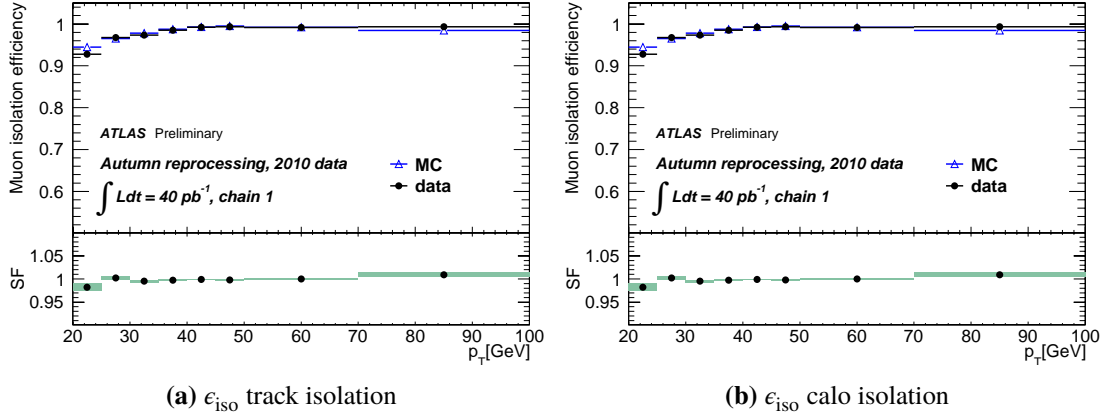 Muon isolation efficiency
1
0.9
0.8
0.7
0.6
ATLAS Preliminary
Autumn reprocessing, 2010 data
∫ Ldt = 40 pb⁻¹, chain 1
MC
data
SF
1.05
1
0.95
20 30 40 50 60 70 80 90 100
p_T[GeV]
(a) ϵ_iso track isolation
Muon isolation efficiency
1
0.9
0.8
0.7
0.6
ATLAS Preliminary
Autumn reprocessing, 2010 data
∫ Ldt = 40 pb⁻¹, chain 1
MC
data
SF
1.05
1
0.95
20 30 40 50 60 70 80 90 100
p_T[GeV]
(b) ϵ_iso calo isolation